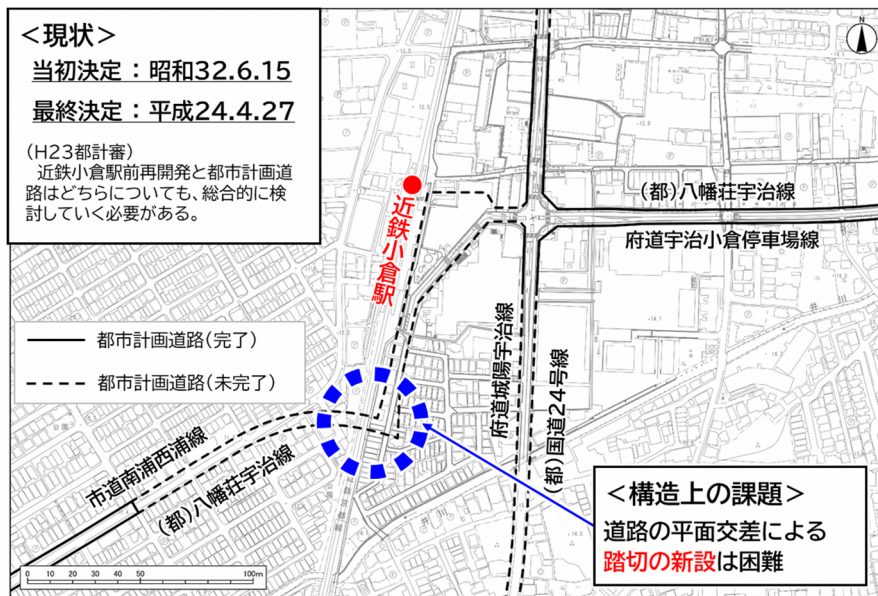 ＜現状＞
当初決定：昭和32.6.15
最終決定：平成24.4.27
（H23都計審）
近鉄小倉駅前再開発と都市計画道
路はどちらについても、総合的に検
討していく必要がある。
N
近鉄小倉駅
（都）八幡荘宇治線
府道宇治小倉停車場線
都市計画道路（完了）
都市計画道路（未完了）
府道城陽宇治線
（都）国道24号線
市道南浦西浦線
（都）八幡荘宇治線
＜構造上の課題＞
道路の平面交差による
踏切の新設は困難
0 10 20 30 40 50 100m